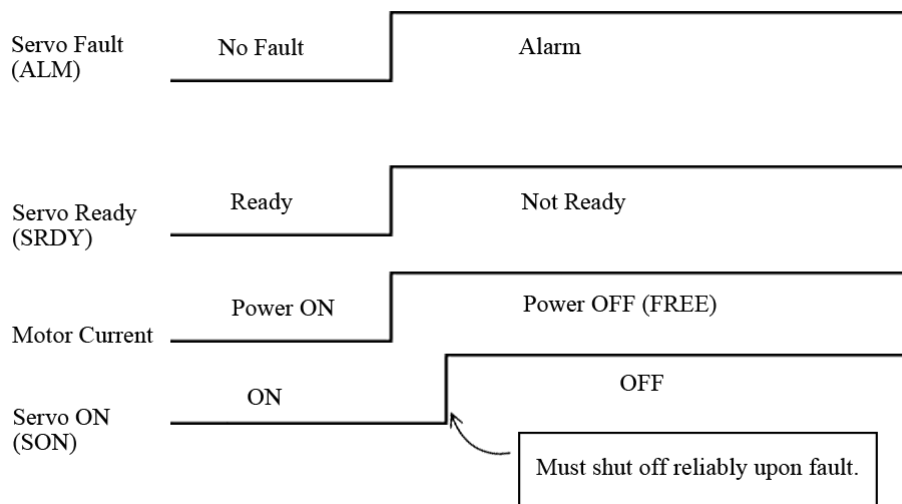 Servo Fault
(ALM)
No Fault
Alarm
Servo Ready
(SRDY)
Ready
Not Ready
Motor Current
Power ON
Power OFF (FREE)
Servo ON
(SON)
ON
OFF
Must shut off reliably upon fault.